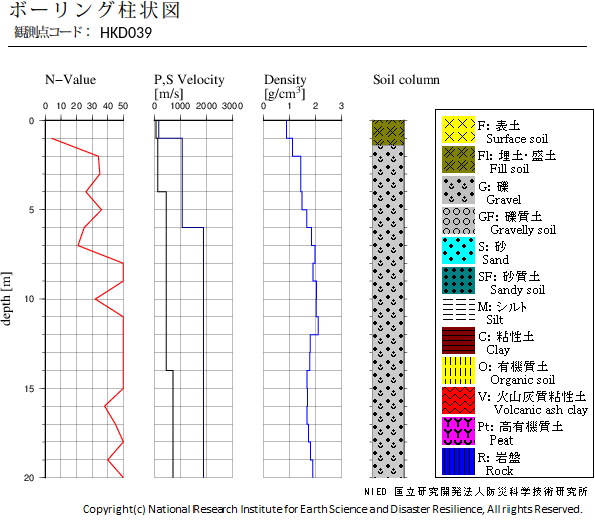 ボーリング柱状図
観測点コード： HKD039
N−Value
P,S Velocity
[m/s]
Density
[g/cm3]
Soil column
0 10 20 30 40 50
0 1000 2000 3000
0 1 2 3
0
5
10
15
20
depth [m]
F: 表土
Surface soil
Fl: 埋土・盛土
Fill soil
G: 礫
Gravel
GF: 礫質土
Gravelly soil
S: 砂
Sand
SF: 砂質土
Sandy soil
M: シルト
Silt
C: 粘性土
Clay
O: 有機質土
Organic soil
V: 火山灰質粘性土
Volcanic ash clay
Pt: 高有機質土
Peat
R: 岩盤
Rock
NIED 国立研究開発法人防災科学技術研究所
Copyright(c) National Research Institute for Earth Science and Disaster Resilience, All rights Reserved.